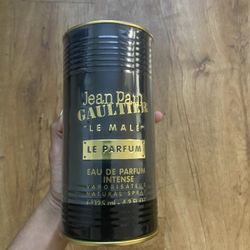 Jean Paul
GAULTIER
"LE MALE"
LE PARFUM
EAU DE PARFUM
INTENSE
VAPORISATEUR
NATURAL SPRAY
125 ml - 4.2 FL.OZ